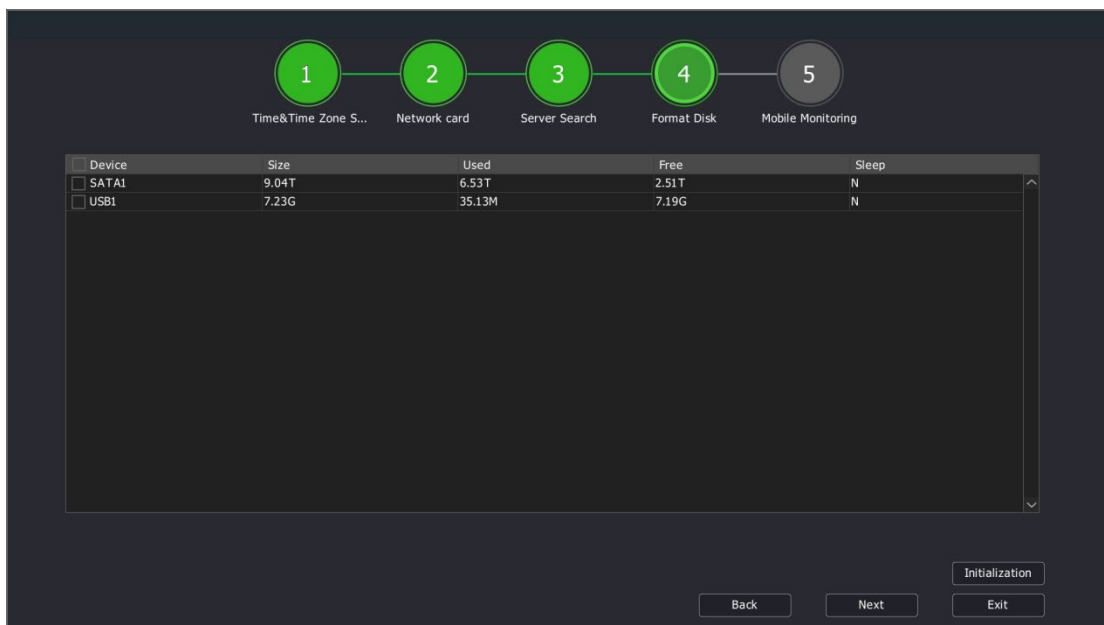 1 2 3 4 5
Time&Time Zone S... Network card Server Search Format Disk Mobile Monitoring
Device Size Used Free Sleep
SATA1 9.04T 6.53T 2.51T N
USB1 7.23G 35.13M 7.19G N
Initialization
Back Next Exit